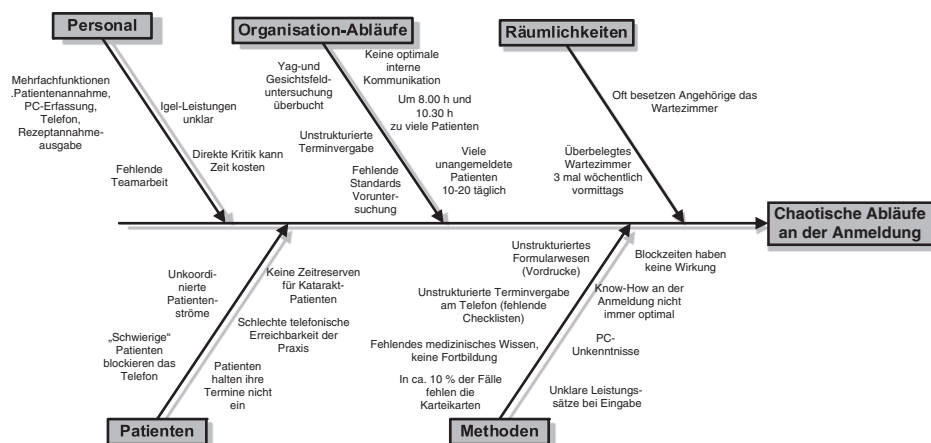 Personal
Organisation-Abläufe
Räumlichkeiten
Mehrfachfunktionen
.Patientenannahme,
PC-Erfassung,
Telefon,
Rezeptannahme-
ausgabe
Igel-Leistungen
unklar
Fehlende
Teamarbeit
Direkte Kritik kann
Zeit kosten
Yag-und
Gesichtsfeld-
untersuchung
überbucht
Keine optimale
interne
Kommunikation
Um 8.00 h und
10.30 h
zu viele Patienten
Unstrukturierte
Terminvergabe
Fehlende
Standards
Vorunter-
suchung
Viele
unangemeldete
Patienten
10-20 täglich
Oft besetzen Angehörige das
Wartezimmer
Überbelegtes
Wartezimmer
3 mal wöchentlich
vormittags
Chaotische Abläufe
an der Anmeldung
Unkoordi-
nierte
Patienten-
ströme
Keine Zeitreserven
für Katarakt-
Patienten
„Schwierige“
Patienten
blockieren das
Telefon
Schlechte telefonische
Erreichbarkeit der
Praxis
Patienten
halten ihre
Termine nicht
ein
Unstrukturiertes
Formularwesen
(Vordrucke)
Blockzeiten haben
keine Wirkung
Unstrukturierte Terminvergabe
am Telefon (fehlende
Checklisten)
Know-How an der
Anmeldung nicht
immer optimal
Fehlendes medizinisches Wissen,
keine Fortbildung
PC-
Unkenntnisse
In ca. 10 % der Fälle
fehlen die
Karteikarten
Unklare Leistungs-
sätze bei Eingabe
Patienten
Methoden